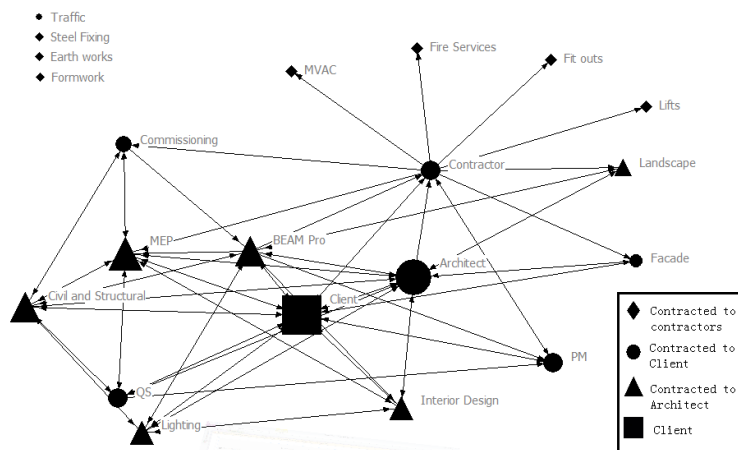 Traffic
Steel Fixing
Earth works
Formwork
Fire Services
Fit outs
MVAC
Lifts
Commissioning
Contractor
Landscape
MEP
BEAM Pro
Architect
Facade
Civil and Structural
Client
PM
QS
Interior Design
Lighting
Contracted to
contractors
Contracted to
Client
Contracted to
Architect
Client